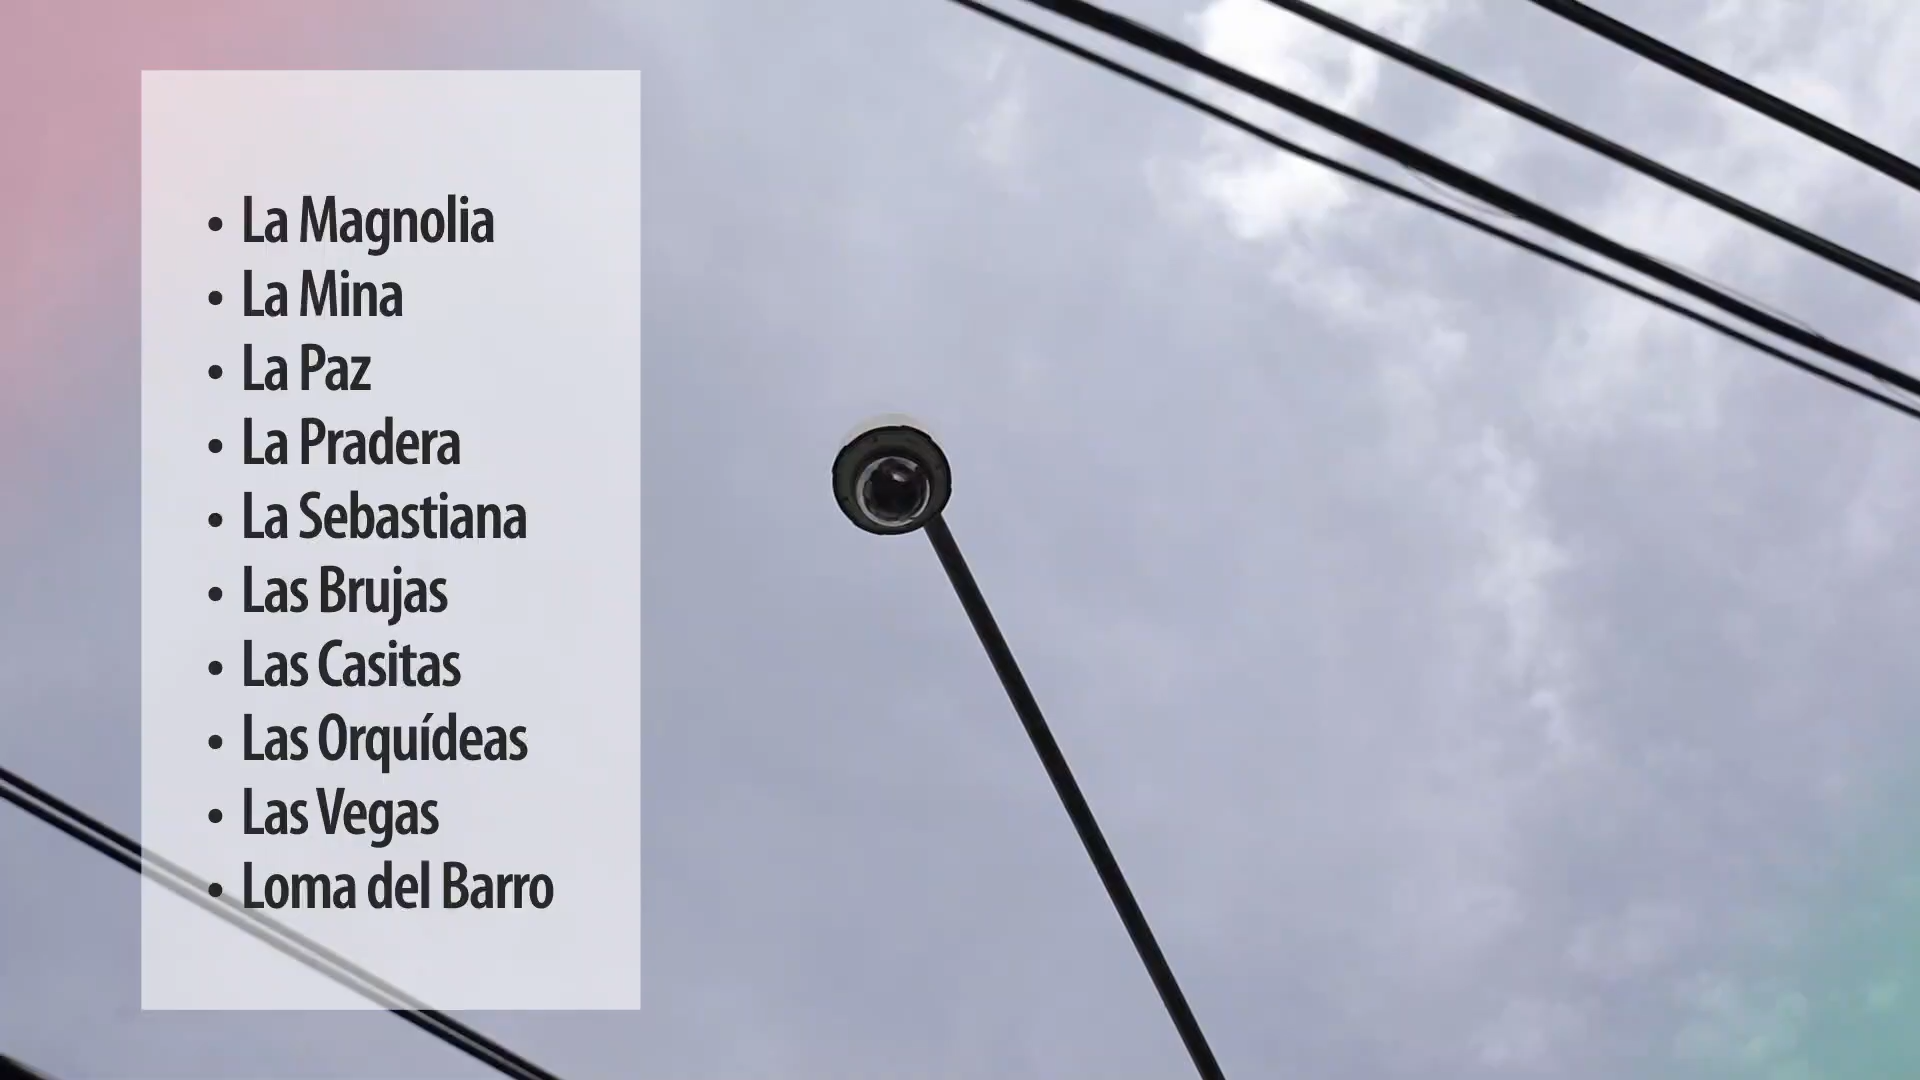 • La Magnolia
• La Mina
• La Paz
• La Pradera
• La Sebastiana
• Las Brujas
• Las Casitas
• Las Orquídeas
• Las Vegas
• Loma del Barro